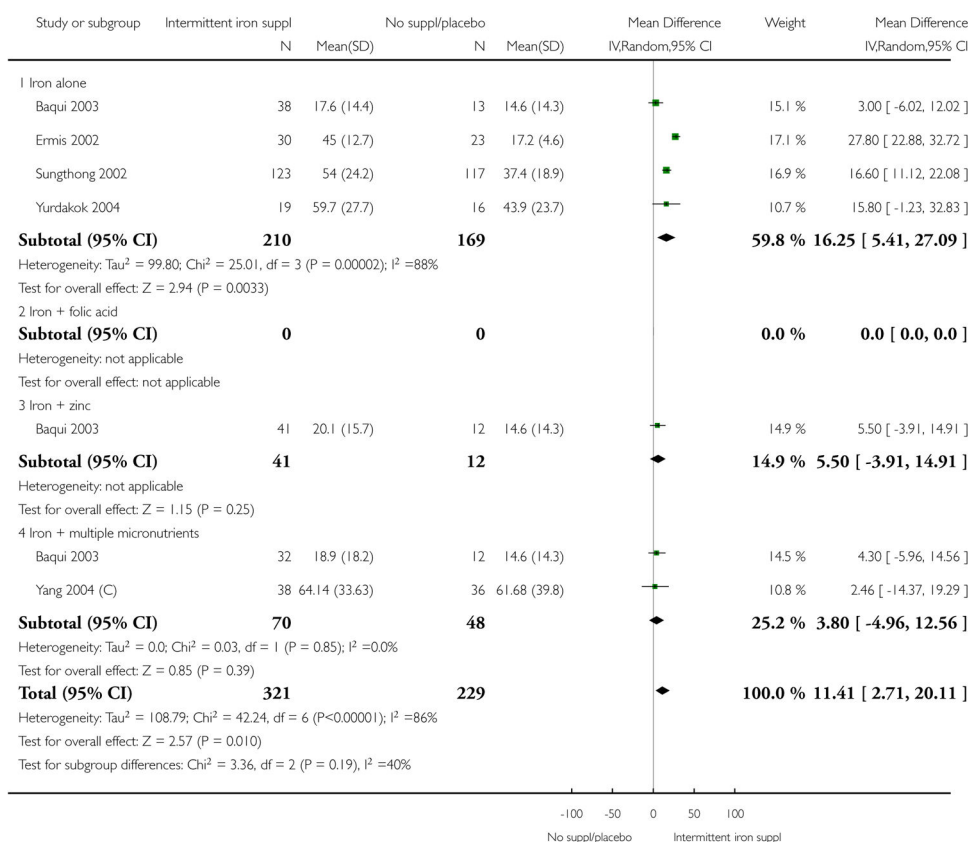 Study or subgroup Intermittent iron suppl No suppl/placebo Mean Difference Weight Mean Difference
N Mean(SD) N Mean(SD) IV,Random,95% CI IV,Random,95% CI
1 Iron alone
Baqui 2003 38 17.6 (14.4) 13 14.6 (14.3) 15.1 % 3.00 [ -6.02, 12.02 ]
Ermis 2002 30 45 (12.7) 23 17.2 (4.6) 17.1 % 27.80 [ 22.88, 32.72 ]
Sungthong 2002 123 54 (24.2) 117 37.4 (18.9) 16.9 % 16.60 [ 11.12, 22.08 ]
Yurdakok 2004 19 59.7 (27.7) 16 43.9 (23.7) 10.7 % 15.80 [ -1.23, 32.83 ]
Subtotal (95% CI) 210 169 59.8 % 16.25 [ 5.41, 27.09 ]
Heterogeneity: Tau² = 99.80; Chi² = 25.01, df = 3 (P = 0.00002); I² =88%
Test for overall effect: Z = 2.94 (P = 0.0033)
2 Iron + folic acid
Subtotal (95% CI) 0 0 0.0 % 0.0 [ 0.0, 0.0 ]
Heterogeneity: not applicable
Test for overall effect: not applicable
3 Iron + zinc
Baqui 2003 41 20.1 (15.7) 12 14.6 (14.3) 14.9 % 5.50 [ -3.91, 14.91 ]
Subtotal (95% CI) 41 12 14.9 % 5.50 [ -3.91, 14.91 ]
Heterogeneity: not applicable
Test for overall effect: Z = 1.15 (P = 0.25)
4 Iron + multiple micronutrients
Baqui 2003 32 18.9 (18.2) 12 14.6 (14.3) 14.5 % 4.30 [ -5.96, 14.56 ]
Yang 2004 (C) 38 64.14 (33.63) 36 61.68 (39.8) 10.8 % 2.46 [ -14.37, 19.29 ]
Subtotal (95% CI) 70 48 25.2 % 3.80 [ -4.96, 12.56 ]
Heterogeneity: Tau² = 0.0; Chi² = 0.03, df = 1 (P = 0.85); I² =0.0%
Test for overall effect: Z = 0.85 (P = 0.39)
Total (95% CI) 321 229 100.0 % 11.41 [ 2.71, 20.11 ]
Heterogeneity: Tau² = 108.79; Chi² = 42.24, df = 6 (P<0.00001); I² =86%
Test for overall effect: Z = 2.57 (P = 0.010)
Test for subgroup differences: Chi² = 3.36, df = 2 (P = 0.19), I² =40%
-100 -50 0 50 100
No suppl/placebo Intermittent iron suppl